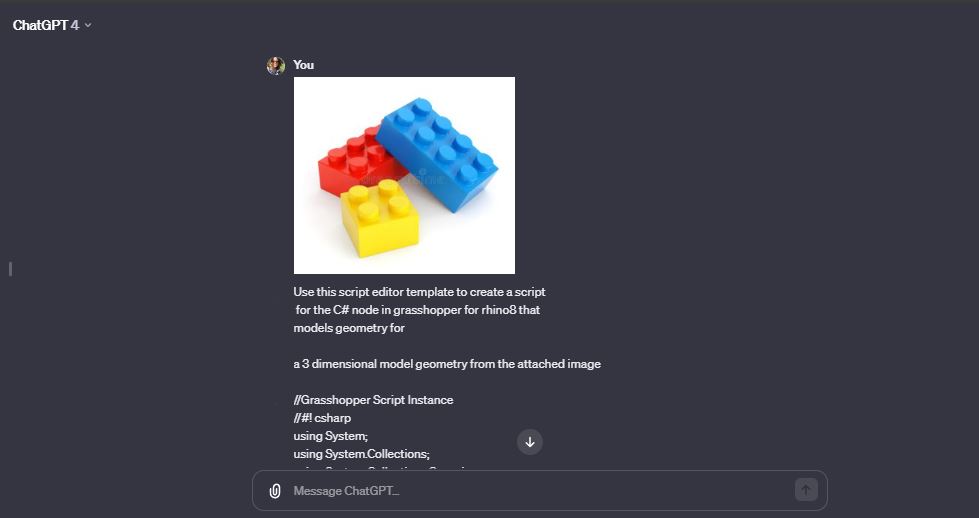 ChatGPT 4
You
Use this script editor template to create a script
for the C# node in grasshopper for rhino8 that
models geometry for
a 3 dimensional model geometry from the attached image
//Grasshopper Script Instance
//#! csharp
using System;
using System.Collections;
Message ChatGPT...